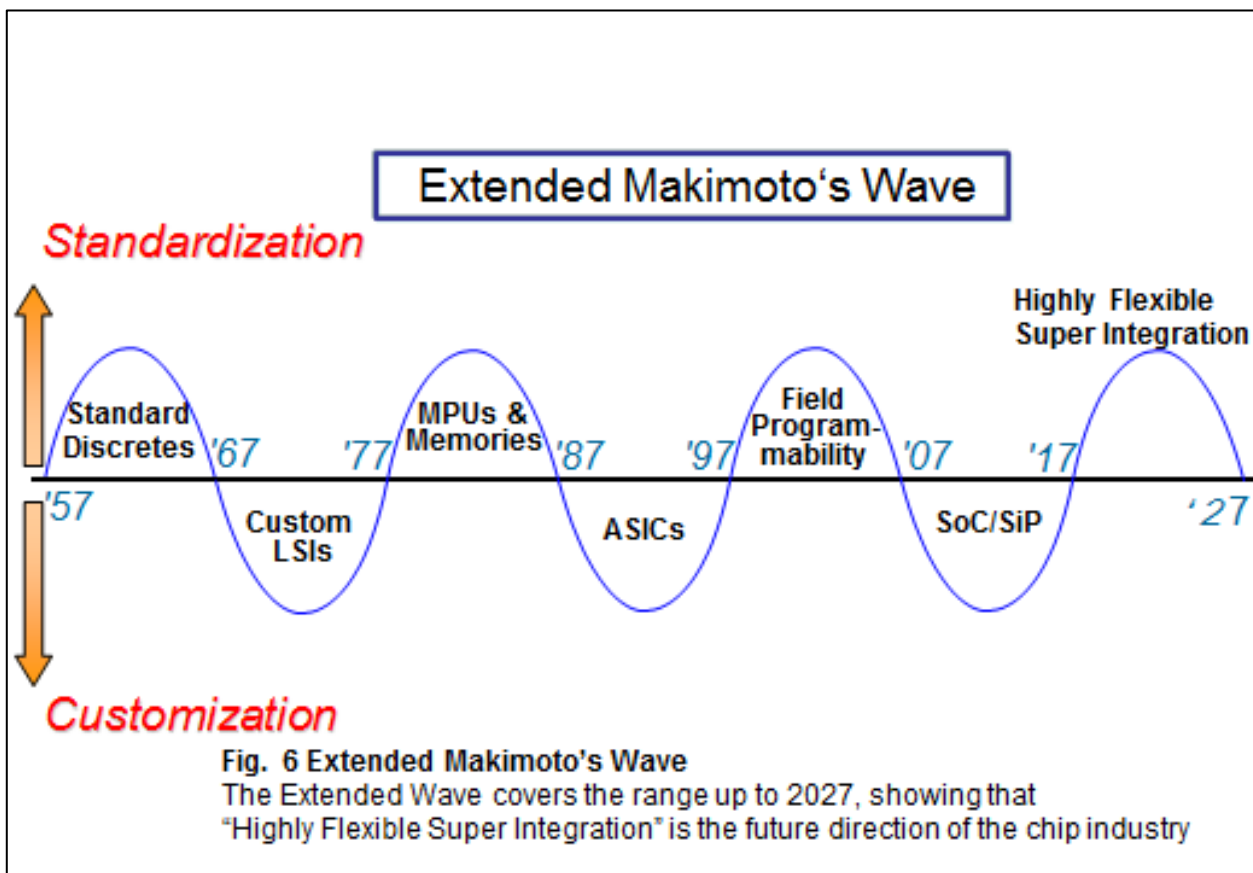 Extended Makimoto‘s Wave
Standardization
Highly Flexible
Super Integration
Standard
Discretes
MPUs &
Memories
Field
Program-
mability
'67
'77
'87
'97
'07
'17
'57
‘27
Custom
LSIs
ASICs
SoC/SiP
Customization
Fig. 6 Extended Makimoto’s Wave
The Extended Wave covers the range up to 2027, showing that
“Highly Flexible Super Integration” is the future direction of the chip industry